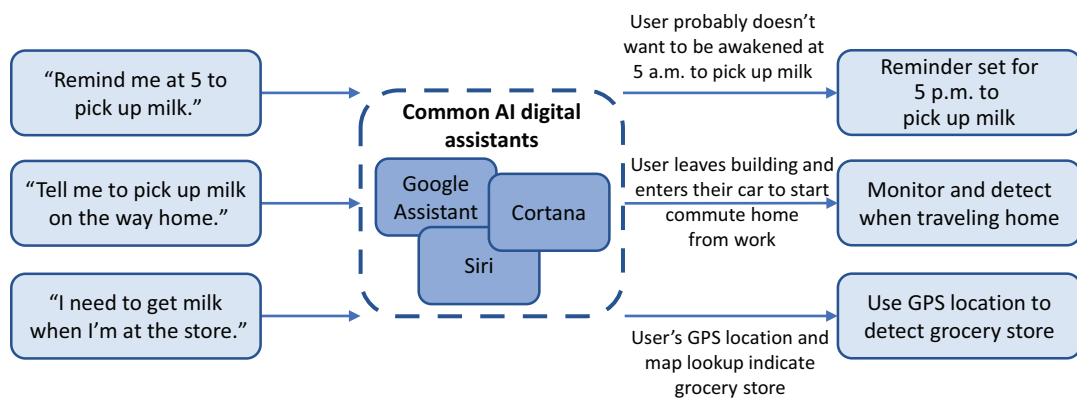 “Remind me at 5 to
pick up milk.”
“Tell me to pick up milk
on the way home.”
“I need to get milk
when I’m at the store.”
Common AI digital
assistants
Google
Assistant
Cortana
Siri
User probably doesn’t
want to be awakened at
5 a.m. to pick up milk
Reminder set for
5 p.m. to
pick up milk
User leaves building and
enters their car to start
commute home
from work
Monitor and detect
when traveling home
User’s GPS location and
map lookup indicate
grocery store
Use GPS location to
detect grocery store